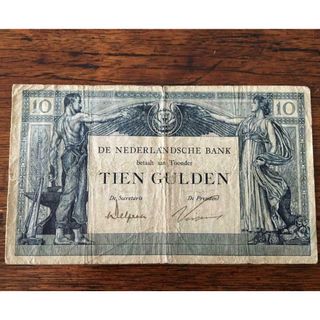 10 10
DE NEDERLANDSCHE BANK
betaalt aan Toonder
TIEN GULDEN
De Secretaris De President